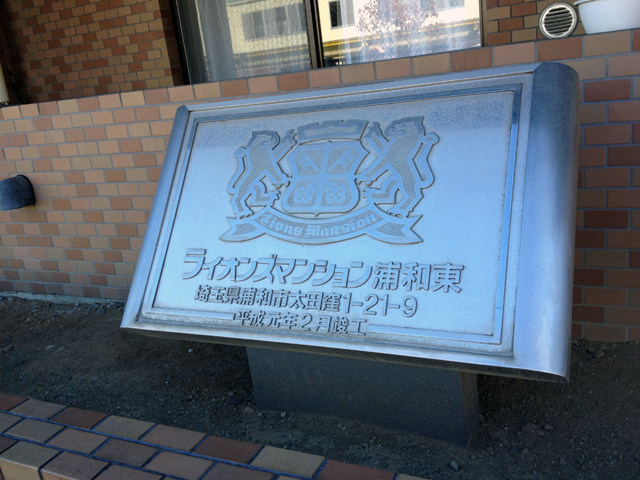 Lions Mansion
ライオンズマンション浦和東
埼玉県浦和市太田窪1-21-9
平成元年2月竣工